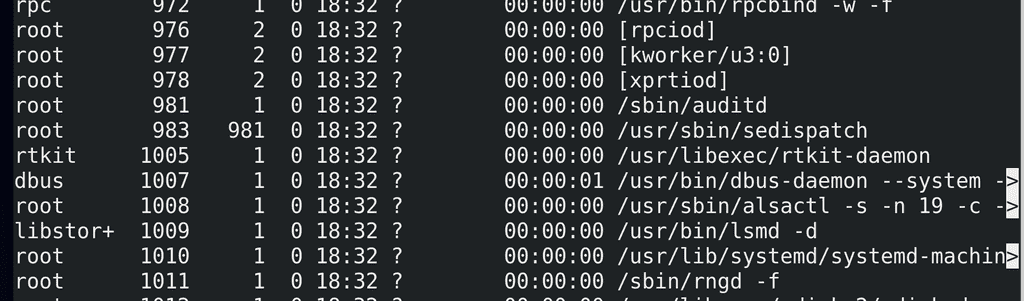 rpc 972 1 0 18:32 ? 00:00:00 /usr/bin/rpcbind -w -f
root 976 2 0 18:32 ? 00:00:00 [rpciod]
root 977 2 0 18:32 ? 00:00:00 [kworker/u3:0]
root 978 2 0 18:32 ? 00:00:00 [xprtiod]
root 981 1 0 18:32 ? 00:00:00 /sbin/auditd
root 983 981 0 18:32 ? 00:00:00 /usr/sbin/sedispatch
rtkit 1005 1 0 18:32 ? 00:00:00 /usr/libexec/rtkit-daemon
dbus 1007 1 0 18:32 ? 00:00:01 /usr/bin/dbus-daemon --system ->
root 1008 1 0 18:32 ? 00:00:00 /usr/sbin/alsactl -s -n 19 -c ->
libstor+ 1009 1 0 18:32 ? 00:00:00 /usr/bin/lsmd -d
root 1010 1 0 18:32 ? 00:00:00 /usr/lib/systemd/systemd-machin>
root 1011 1 0 18:32 ? 00:00:00 /sbin/rngd -f